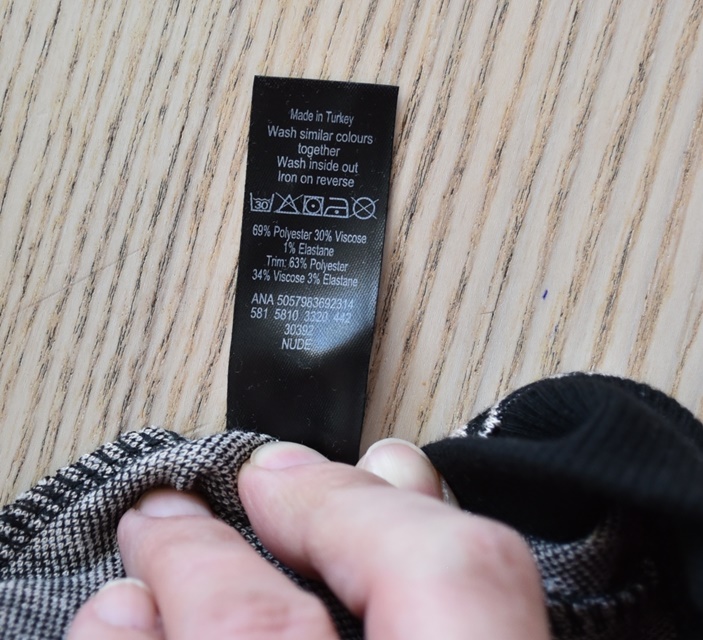 Made in Turkey
Wash similar colours
together
Wash inside out
Iron on reverse
30
69% Polyester 30% Viscose
1% Elastane
Trim: 63% Polyester
34% Viscose 3% Elastane
ANA 5057983692314
581 5810 3320 442
30392
NUDE